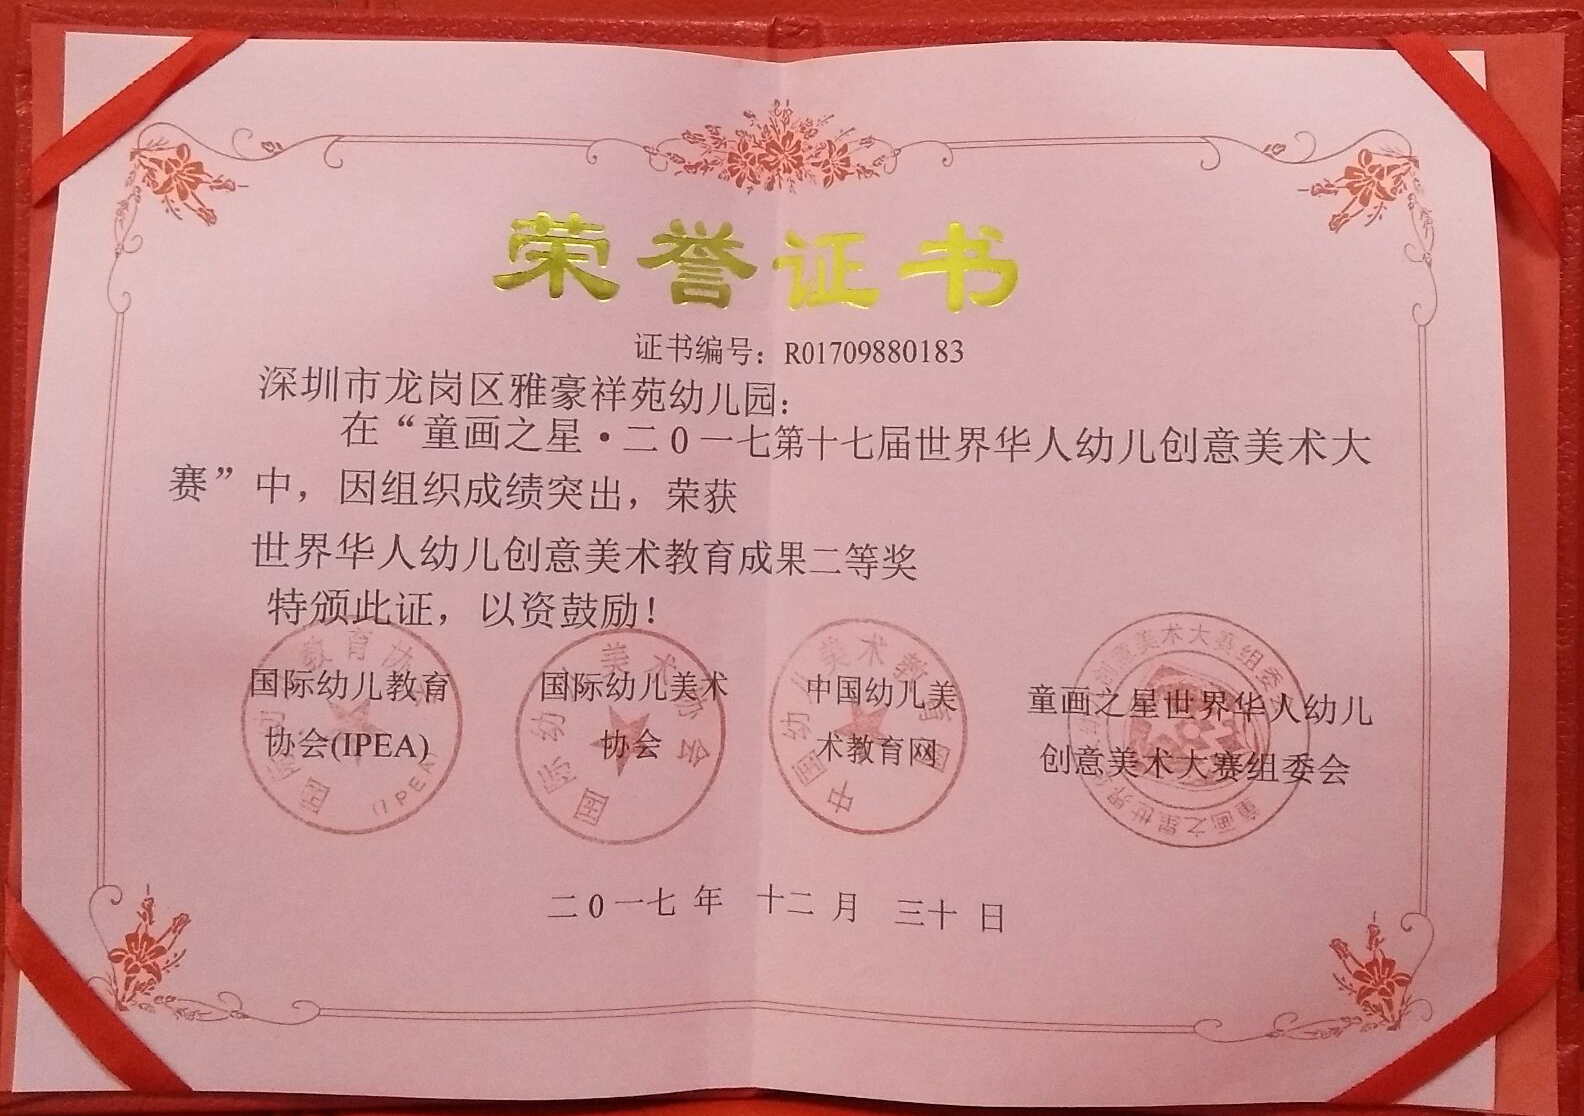 荣誉证书
证书编号：R01709880183
深圳市龙岗区雅豪祥苑幼儿园：
在“童画之星·二0一七第十七届世界华人幼儿创意美术大
赛”中，因组织成绩突出，荣获
世界华人幼儿创意美术教育成果二等奖
特颁此证，以资鼓励！
国际幼儿教育
协会(IPEA)
国际幼儿美术
协会
中国幼儿美
术教育网
童画之星世界华人幼儿
创意美术大赛组委会
二0一七年 十二月 三十日